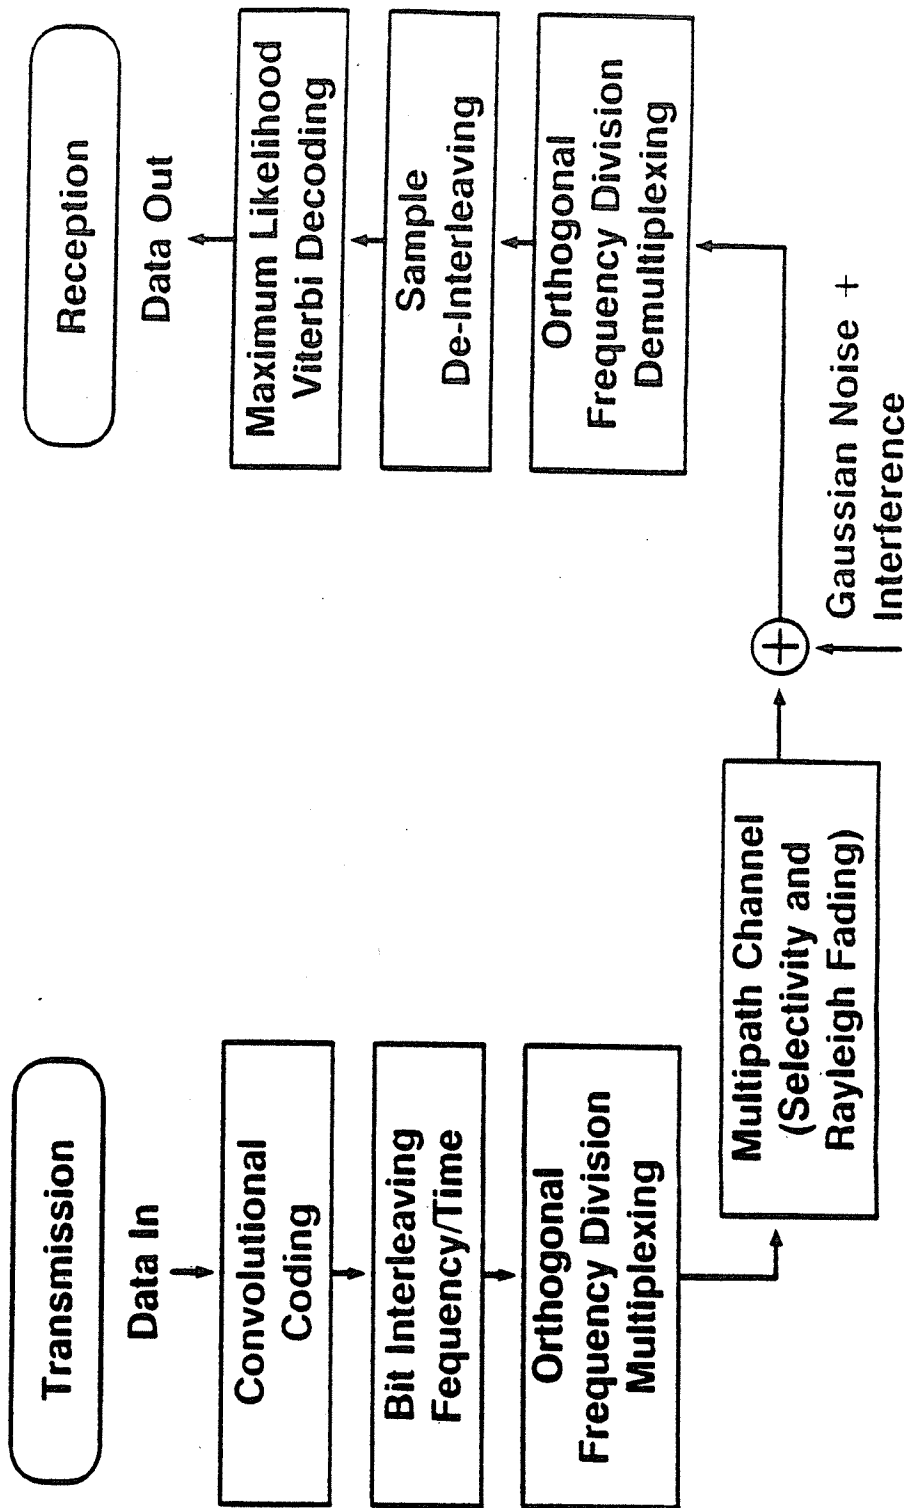 Transmission
Data In
Convolutional
Coding
Bit Interleaving
Fequency/Time
Orthogonal
Frequency Division
Multiplexing
Multipath Channel
(Selectivity and
Rayleigh Fading)
+
Gaussian Noise +
Interference
Orthogonal
Frequency Division
Demultiplexing
Sample
De-Interleaving
Maximum Likelihood
Viterbi Decoding
Data Out
Reception